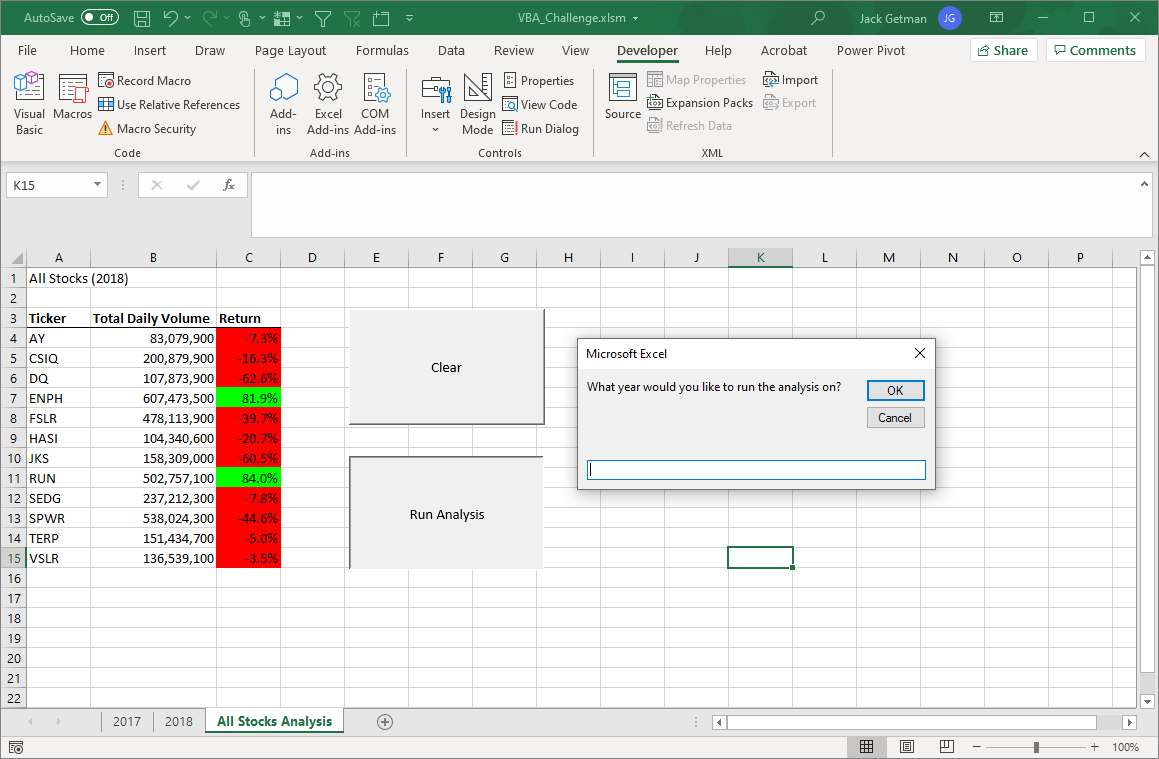 AutoSave Off VBA_Challenge.xlsm Jack Getman JG
File Home Insert Draw Page Layout Formulas Data Review View Developer Help Acrobat Power Pivot Share Comments
Visual Basic
Macros
Record Macro
Use Relative References
Macro Security
Code
Add-ins
Excel Add-ins
COM Add-ins
Add-ins
Insert
Design Mode
Properties
View Code
Run Dialog
Controls
Source
Map Properties
Expansion Packs
Refresh Data
Import
Export
XML
K15 fx
A B C D E F G H I J K L M N O P
1 All Stocks (2018)
2
3 Ticker Total Daily Volume Return
4 AY 83,079,900 -7.3%
5 CSIQ 200,879,900 -16.3%
6 DQ 107,873,900 -62.6%
7 ENPH 607,473,500 81.9%
8 FSLR 478,113,900 -39.7%
9 HASI 104,340,600 -20.7%
10 JKS 158,309,000 -60.5%
11 RUN 502,757,100 84.0%
12 SEDG 237,212,300 -7.8%
13 SPWR 538,024,300 -44.6%
14 TERP 151,434,700 -5.0%
15 VSLR 136,539,100 -3.5%
16
17
18
19
20
21
22
Clear
Run Analysis
Microsoft Excel
What year would you like to run the analysis on?
OK
Cancel
2017 2018 All Stocks Analysis
100%